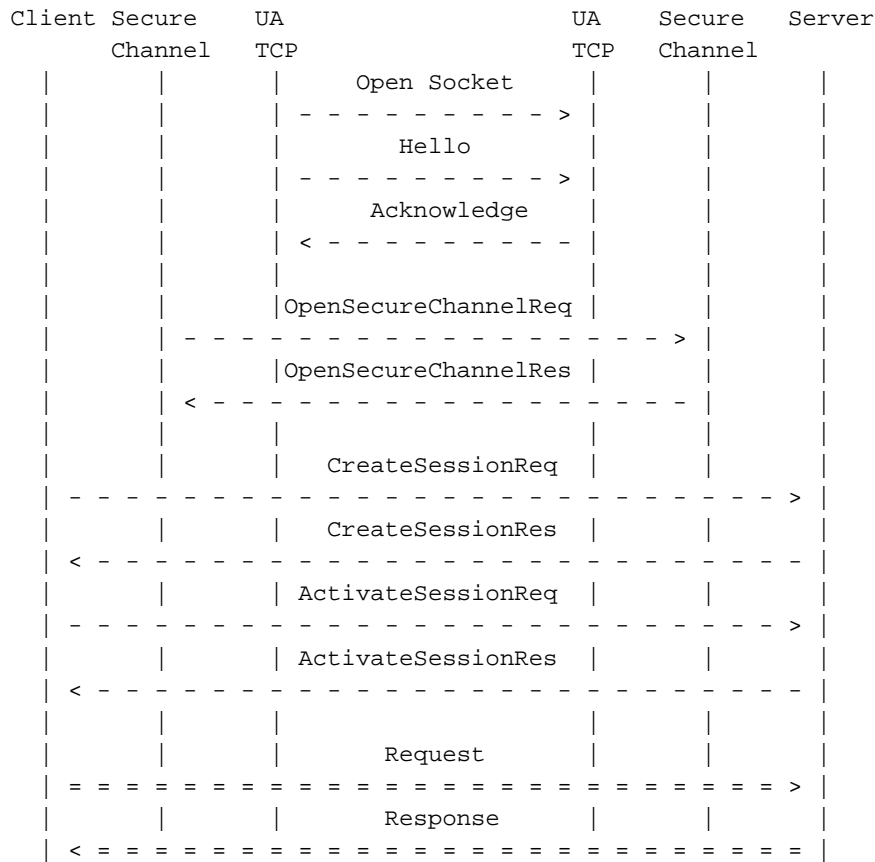 Client Secure UA UA Secure Server
Channel TCP TCP Channel
Open Socket
Hello
Acknowledge
OpenSecureChannelReq
OpenSecureChannelRes
CreateSessionReq
CreateSessionRes
ActivateSessionReq
ActivateSessionRes
Request
Response